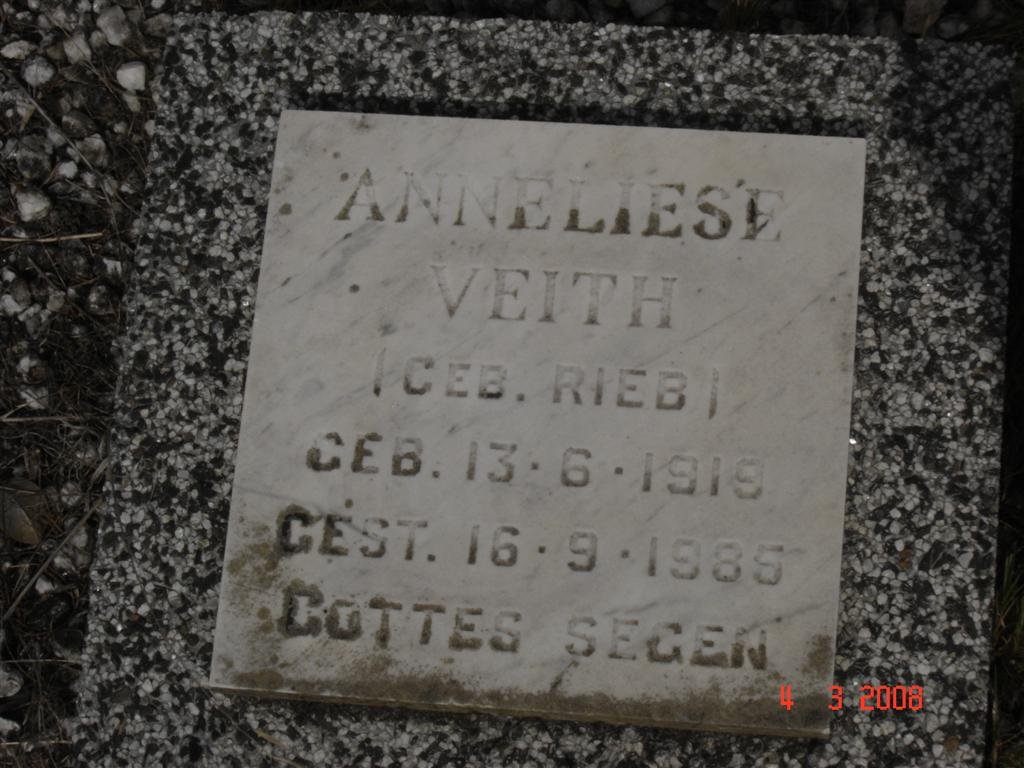 ANNELIESE
VEITH
(GEB. RIEB)
GEB. 13·6·1919
GEST. 16·9·1985
GOTTES SEGEN
4 3 2008